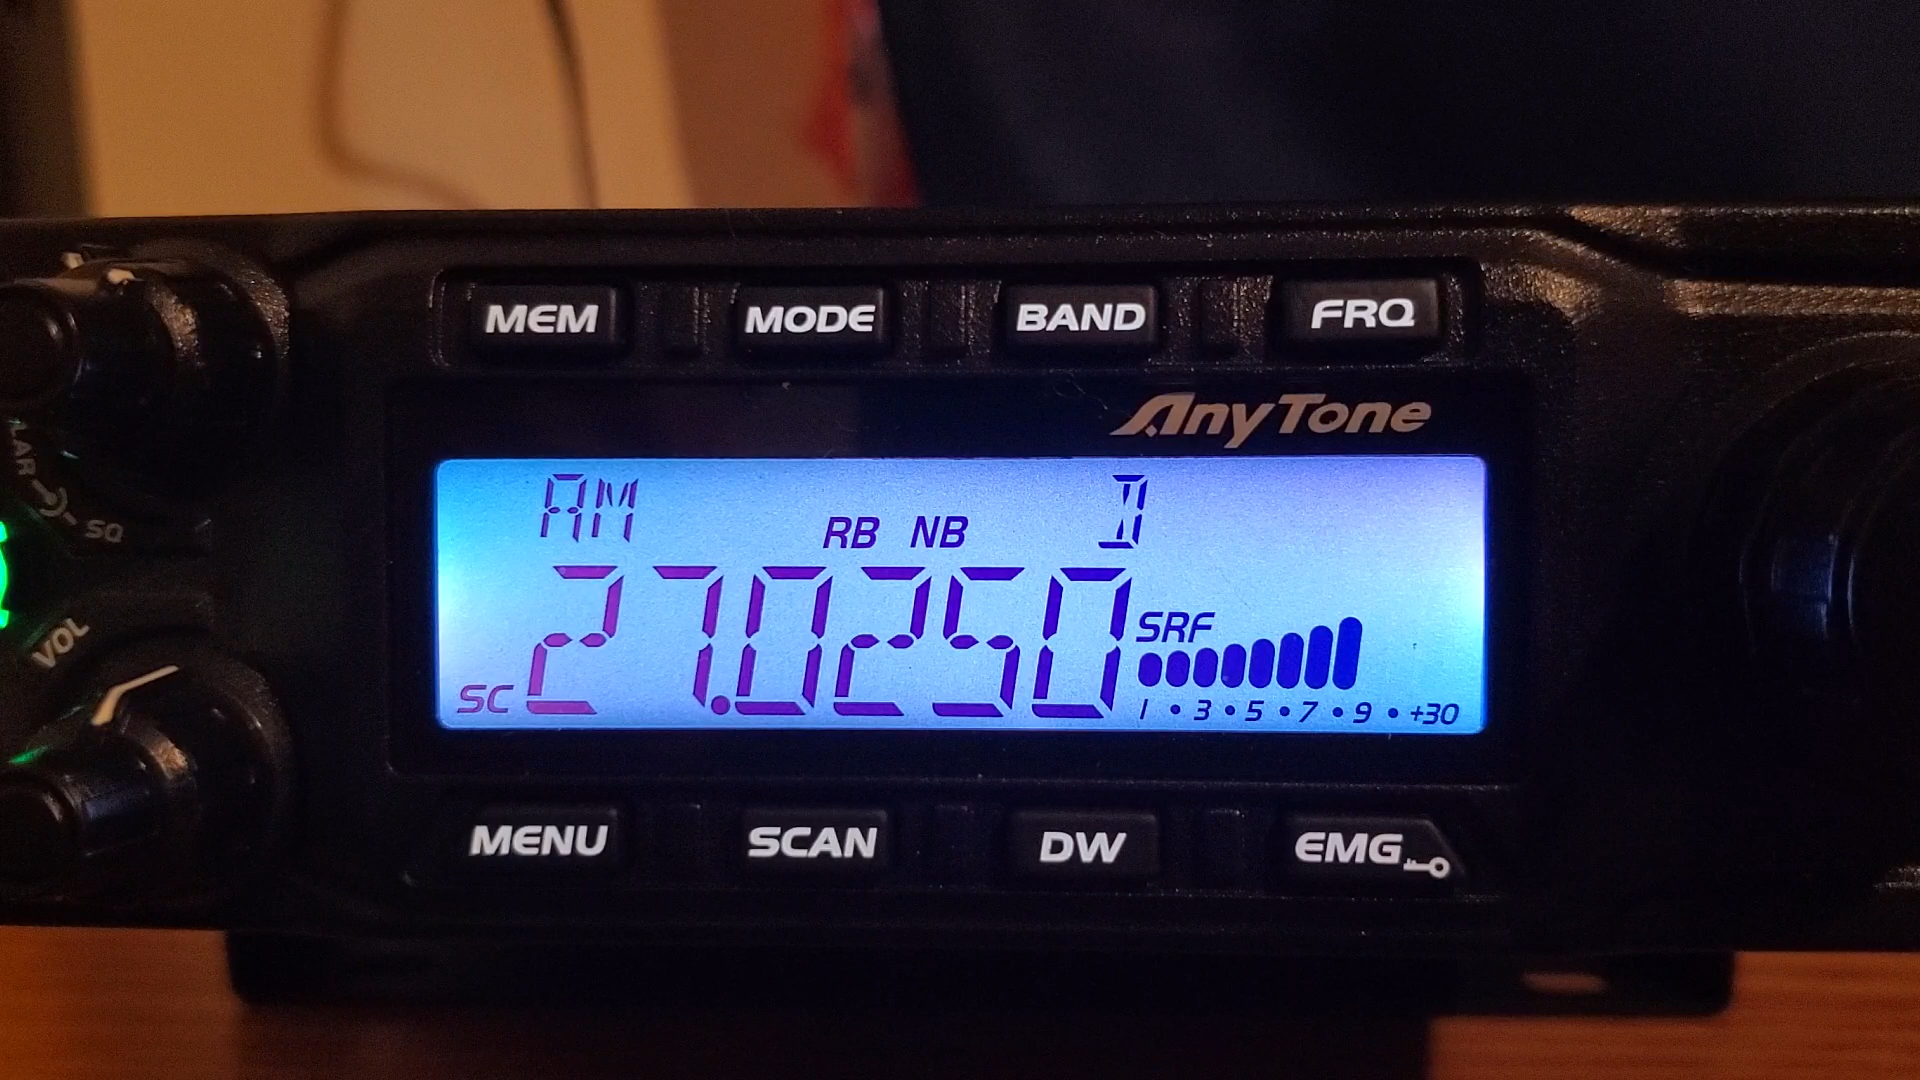 MEM MODE BAND FRQ
AnyTone
AM RB NB D
SC 27.0250 SRF
1 • 3 • 5 • 7 • 9 • +30
SQ
VOL
MENU SCAN DW EMG